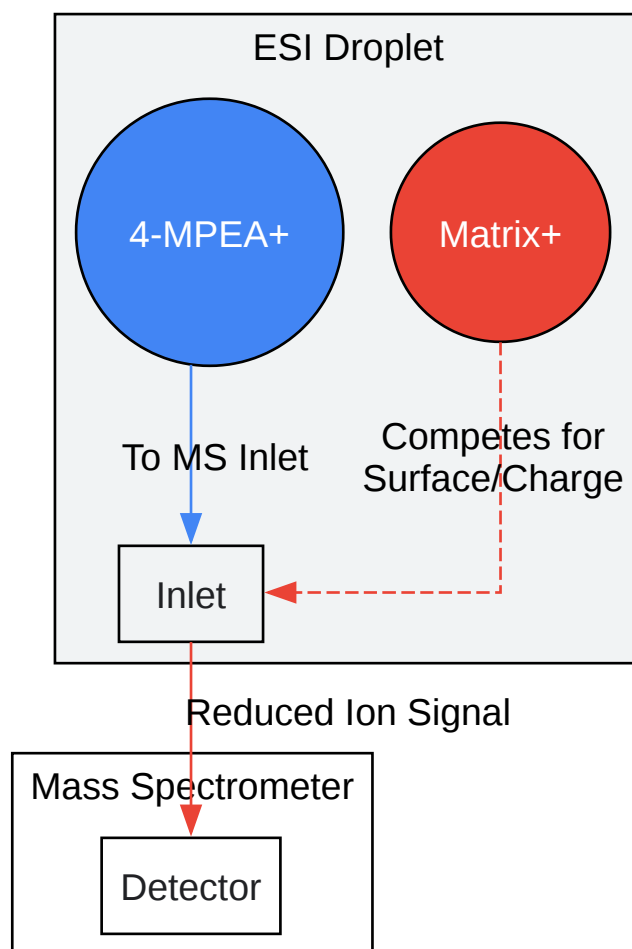 ESI Droplet
4-MPEA+
Matrix+
To MS Inlet
Competes for
Surface/Charge
Inlet
Reduced Ion Signal
Mass Spectrometer
Detector